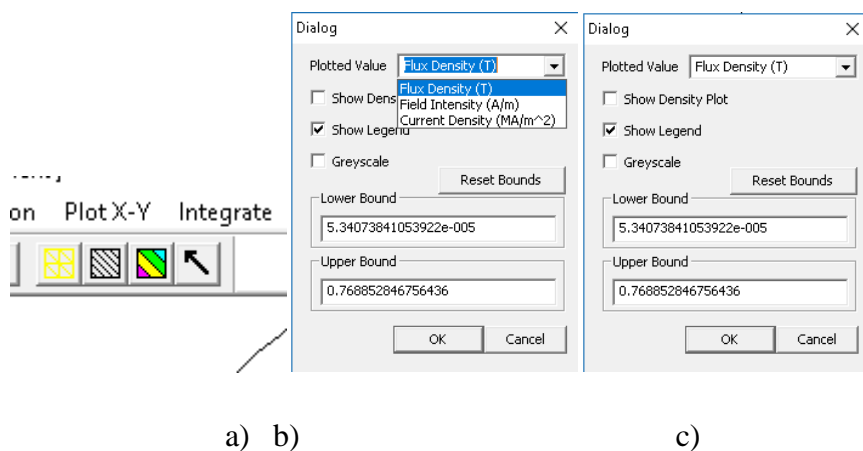 on Plot X-Y Integrate
Dialog
Plotted Value Flux Density (T)
Flux Density (T)
Field Intensity (A/m)
Current Density (MA/m^2)
Show Dens
Show Legend
Greyscale
Reset Bounds
Lower Bound
5.34073841053922e-005
Upper Bound
0.768852846756436
OK Cancel
Dialog
Plotted Value Flux Density (T)
Show Density Plot
Show Legend
Greyscale
Reset Bounds
Lower Bound
5.34073841053922e-005
Upper Bound
0.768852846756436
OK Cancel
a) b) c)